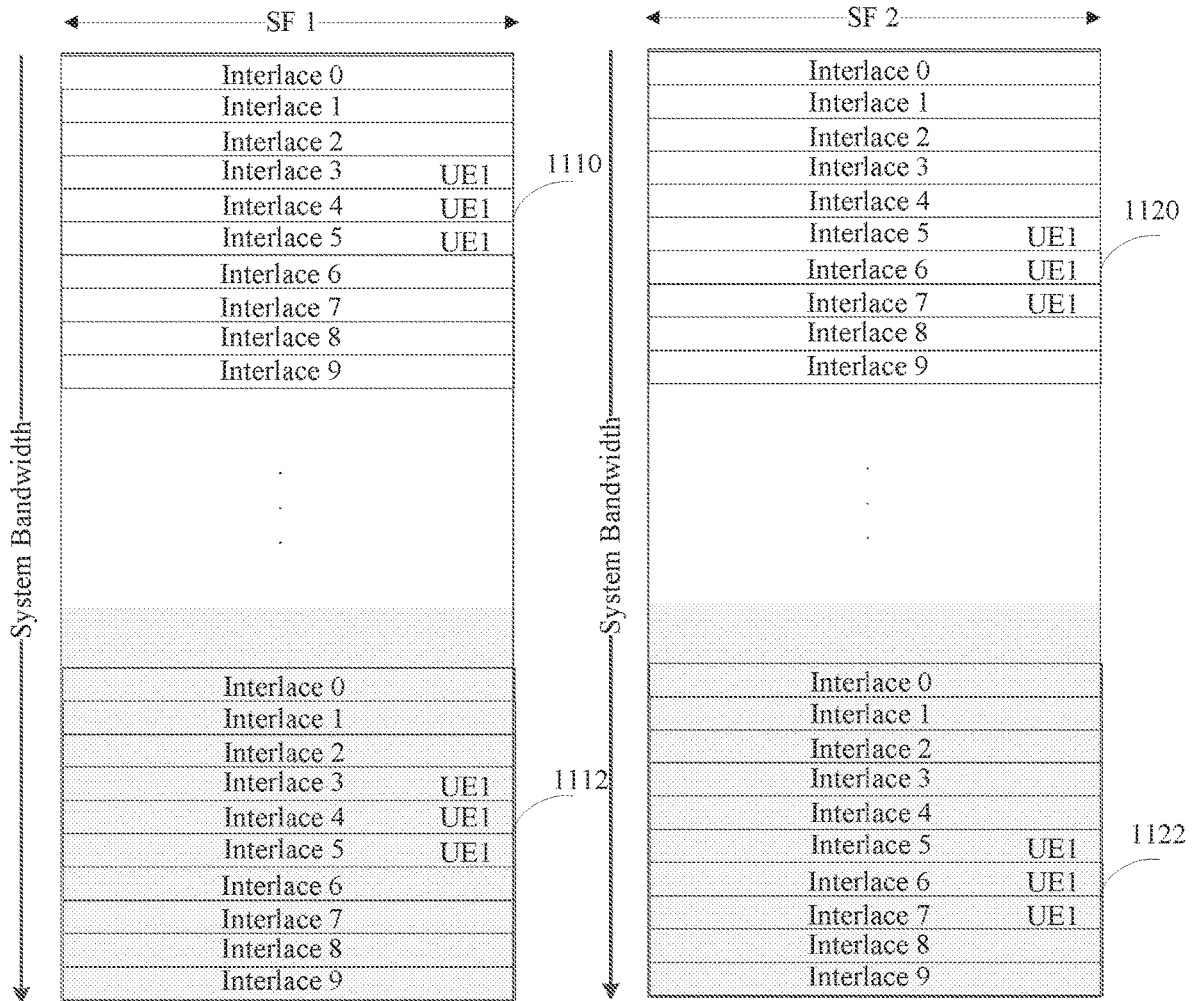 SF 1
System Bandwidth
Interlace 0
Interlace 1
Interlace 2
Interlace 3 UE1
Interlace 4 UE1
Interlace 5 UE1
Interlace 6
Interlace 7
Interlace 8
Interlace 9
1110
.
.
.
Interlace 0
Interlace 1
Interlace 2
Interlace 3 UE1
Interlace 4 UE1
Interlace 5 UE1
Interlace 6
Interlace 7
Interlace 8
Interlace 9
1112
SF 2
System Bandwidth
Interlace 0
Interlace 1
Interlace 2
Interlace 3
Interlace 4
Interlace 5 UE1
Interlace 6 UE1
Interlace 7 UE1
Interlace 8
Interlace 9
1120
.
.
.
Interlace 0
Interlace 1
Interlace 2
Interlace 3
Interlace 4
Interlace 5 UE1
Interlace 6 UE1
Interlace 7 UE1
Interlace 8
Interlace 9
1122